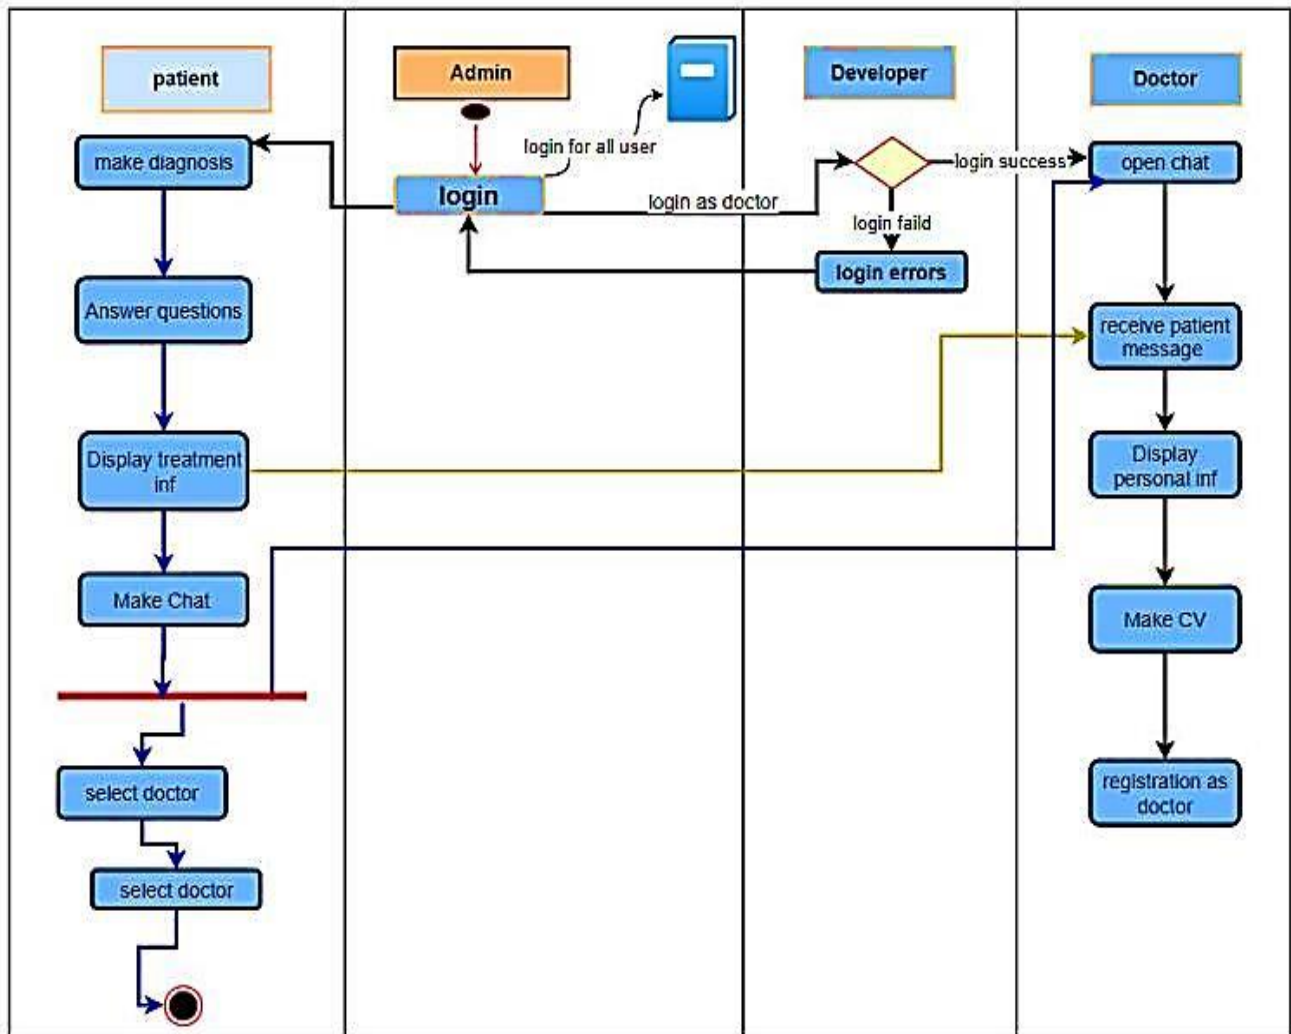 patient
Admin
Developer
Doctor
make diagnosis
login for all user
login
login as doctor
login success
open chat
login faild
login errors
Answer questions
receive patient
message
Display treatment
inf
Display
personal inf
Make Chat
Make CV
select doctor
registration as
doctor
select doctor